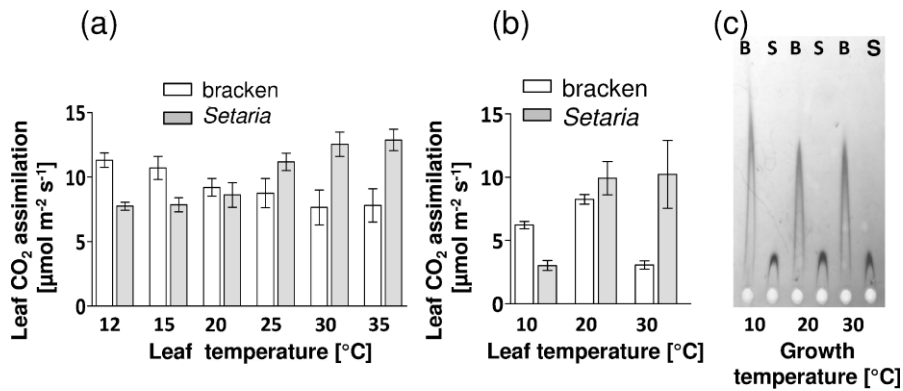 (a)
bracken
Setaria
Leaf CO₂ assimilation
[µmol m⁻² s⁻¹]
15
10
5
0
12 15 20 25 30 35
Leaf temperature [°C]
(b)
bracken
Setaria
Leaf CO₂ assimilation
[µmol m⁻² s⁻¹]
15
10
5
0
10 20 30
Leaf temperature [°C]
(c)
B S B S B S
10 20 30
Growth
temperature [°C]